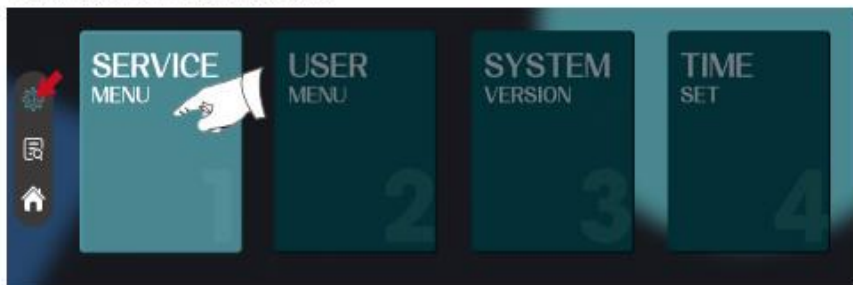 SERVICE
MENU
1
USER
MENU
2
SYSTEM
VERSION
3
TIME
SET
4